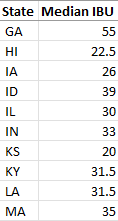 State Median IBU
GA 55
HI 22.5
IA 26
ID 39
IL 30
IN 33
KS 20
KY 31.5
LA 31.5
MA 35